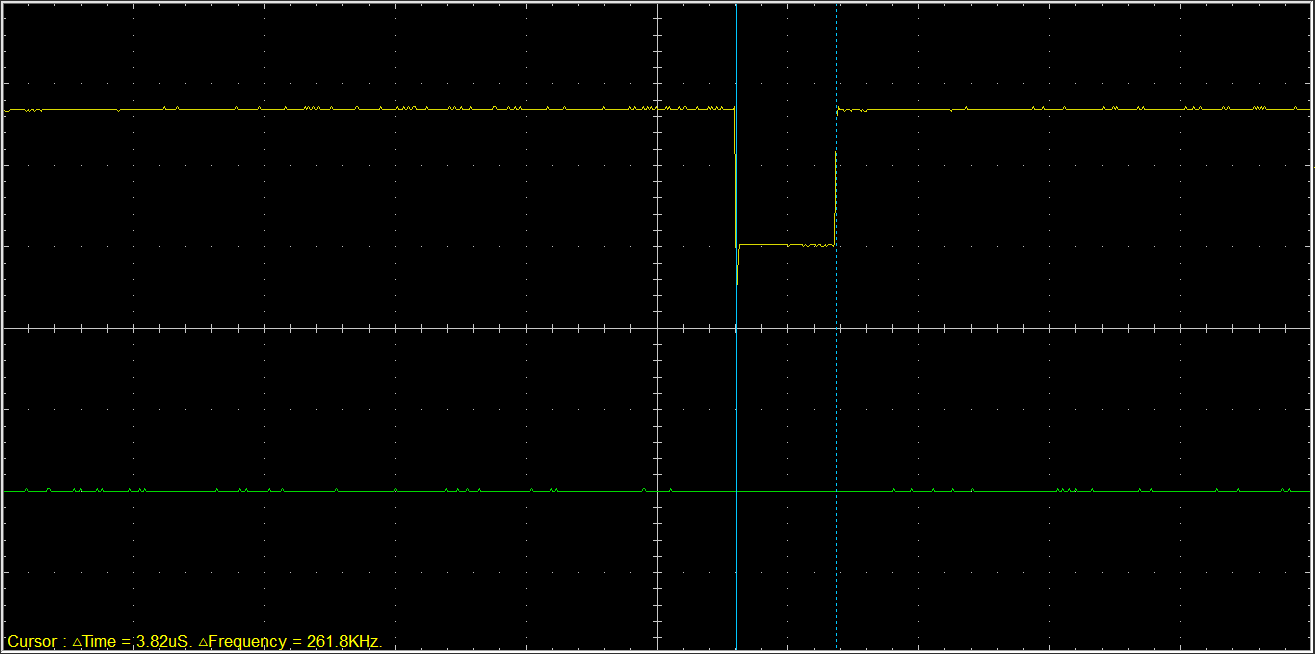 Cursor : △Time = 3.82uS. △Frequency = 261.8KHz.